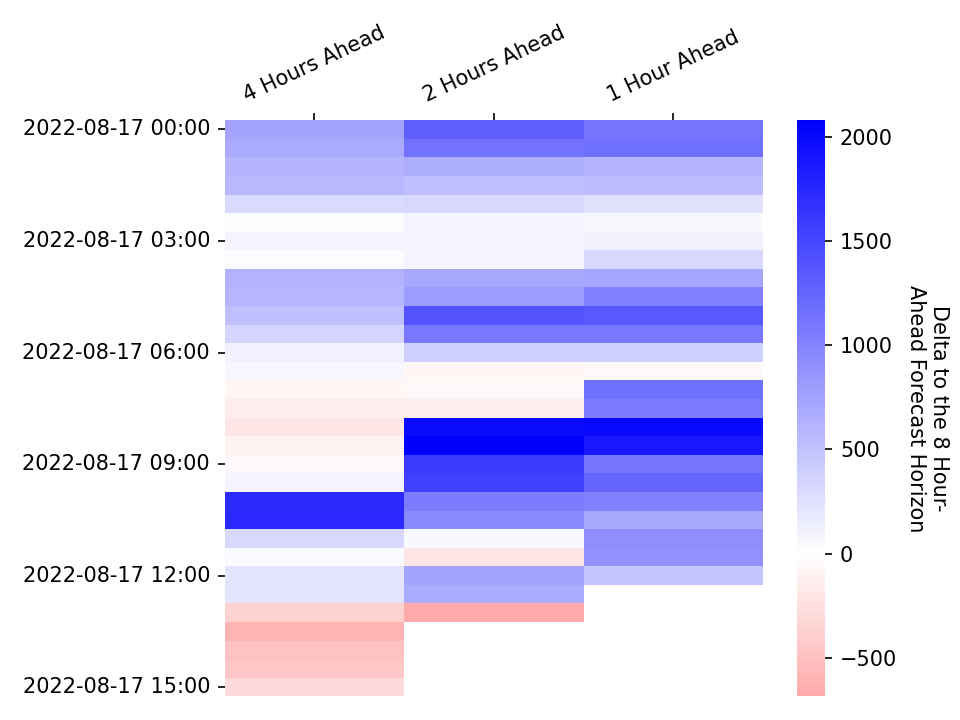 4 Hours Ahead
2 Hours Ahead
1 Hour Ahead
2022-08-17 00:00
2022-08-17 03:00
2022-08-17 06:00
2022-08-17 09:00
2022-08-17 12:00
2022-08-17 15:00
2000
1500
1000
500
0
−500
Delta to the 8 Hour-
Ahead Forecast Horizon